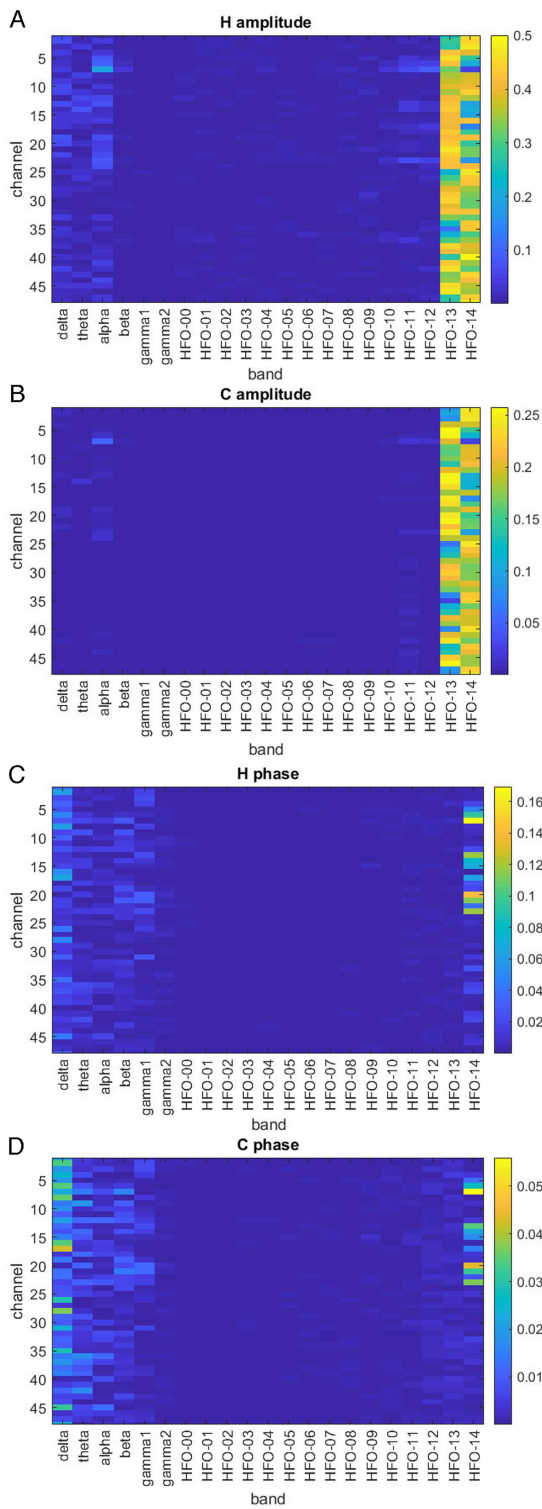 A
H amplitude
channel
5
10
15
20
25
30
35
40
45
0.5
0.4
0.3
0.2
0.1
delta theta alpha beta gamma1 gamma2 HFO-00 HFO-01 HFO-02 HFO-03 HFO-04 HFO-05 HFO-06 HFO-07 HFO-08 HFO-09 HFO-10 HFO-11 HFO-12 HFO-13 HFO-14
band
B
C amplitude
channel
5
10
15
20
25
30
35
40
45
0.25
0.2
0.15
0.1
0.05
delta theta alpha beta gamma1 gamma2 HFO-00 HFO-01 HFO-02 HFO-03 HFO-04 HFO-05 HFO-06 HFO-07 HFO-08 HFO-09 HFO-10 HFO-11 HFO-12 HFO-13 HFO-14
band
C
H phase
channel
5
10
15
20
25
30
35
40
45
0.16
0.14
0.12
0.1
0.08
0.06
0.04
0.02
delta theta alpha beta gamma1 gamma2 HFO-00 HFO-01 HFO-02 HFO-03 HFO-04 HFO-05 HFO-06 HFO-07 HFO-08 HFO-09 HFO-10 HFO-11 HFO-12 HFO-13 HFO-14
band
D
C phase
channel
5
10
15
20
25
30
35
40
45
0.05
0.04
0.03
0.02
0.01
delta theta alpha beta gamma1 gamma2 HFO-00 HFO-01 HFO-02 HFO-03 HFO-04 HFO-05 HFO-06 HFO-07 HFO-08 HFO-09 HFO-10 HFO-11 HFO-12 HFO-13 HFO-14
band